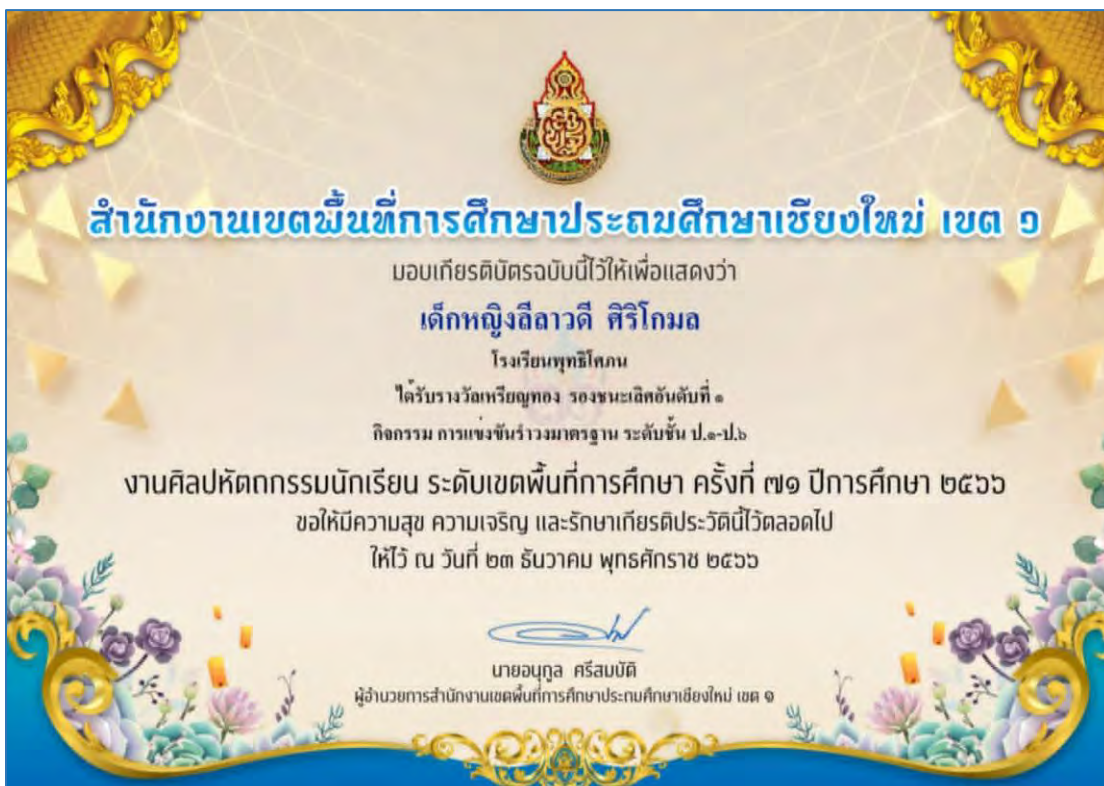 สำนักงานเขตพื้นที่การศึกษาประถมศึกษาเชียงใหม่ เขต ๑
มอบเกียรติบัตรฉบับนี้ไว้ให้เพื่อแสดงว่า
เด็กหญิงลีลาวดี ศิริโกมล
โรงเรียนพุทธิโศภน
ได้รับรางวัลเหรียญทอง รองชนะเลิศอันดับที่ ๑
กิจกรรม การแข่งขันรำวงมาตรฐาน ระดับชั้น ป.๑-ป.๖
งานศิลปหัตถกรรมนักเรียน ระดับเขตพื้นที่การศึกษา ครั้งที่ ๗๑ ปีการศึกษา ๒๕๖๖
ขอให้มีความสุข ความเจริญ และรักษาเกียรติประวัตินี้ไว้ตลอดไป
ให้ไว้ ณ วันที่ ๒๓ ธันวาคม พุทธศักราช ๒๕๖๖
นายอนุกูล ศรีสมบัติ
ผู้อำนวยการสำนักงานเขตพื้นที่การศึกษาประถมศึกษาเชียงใหม่ เขต ๑